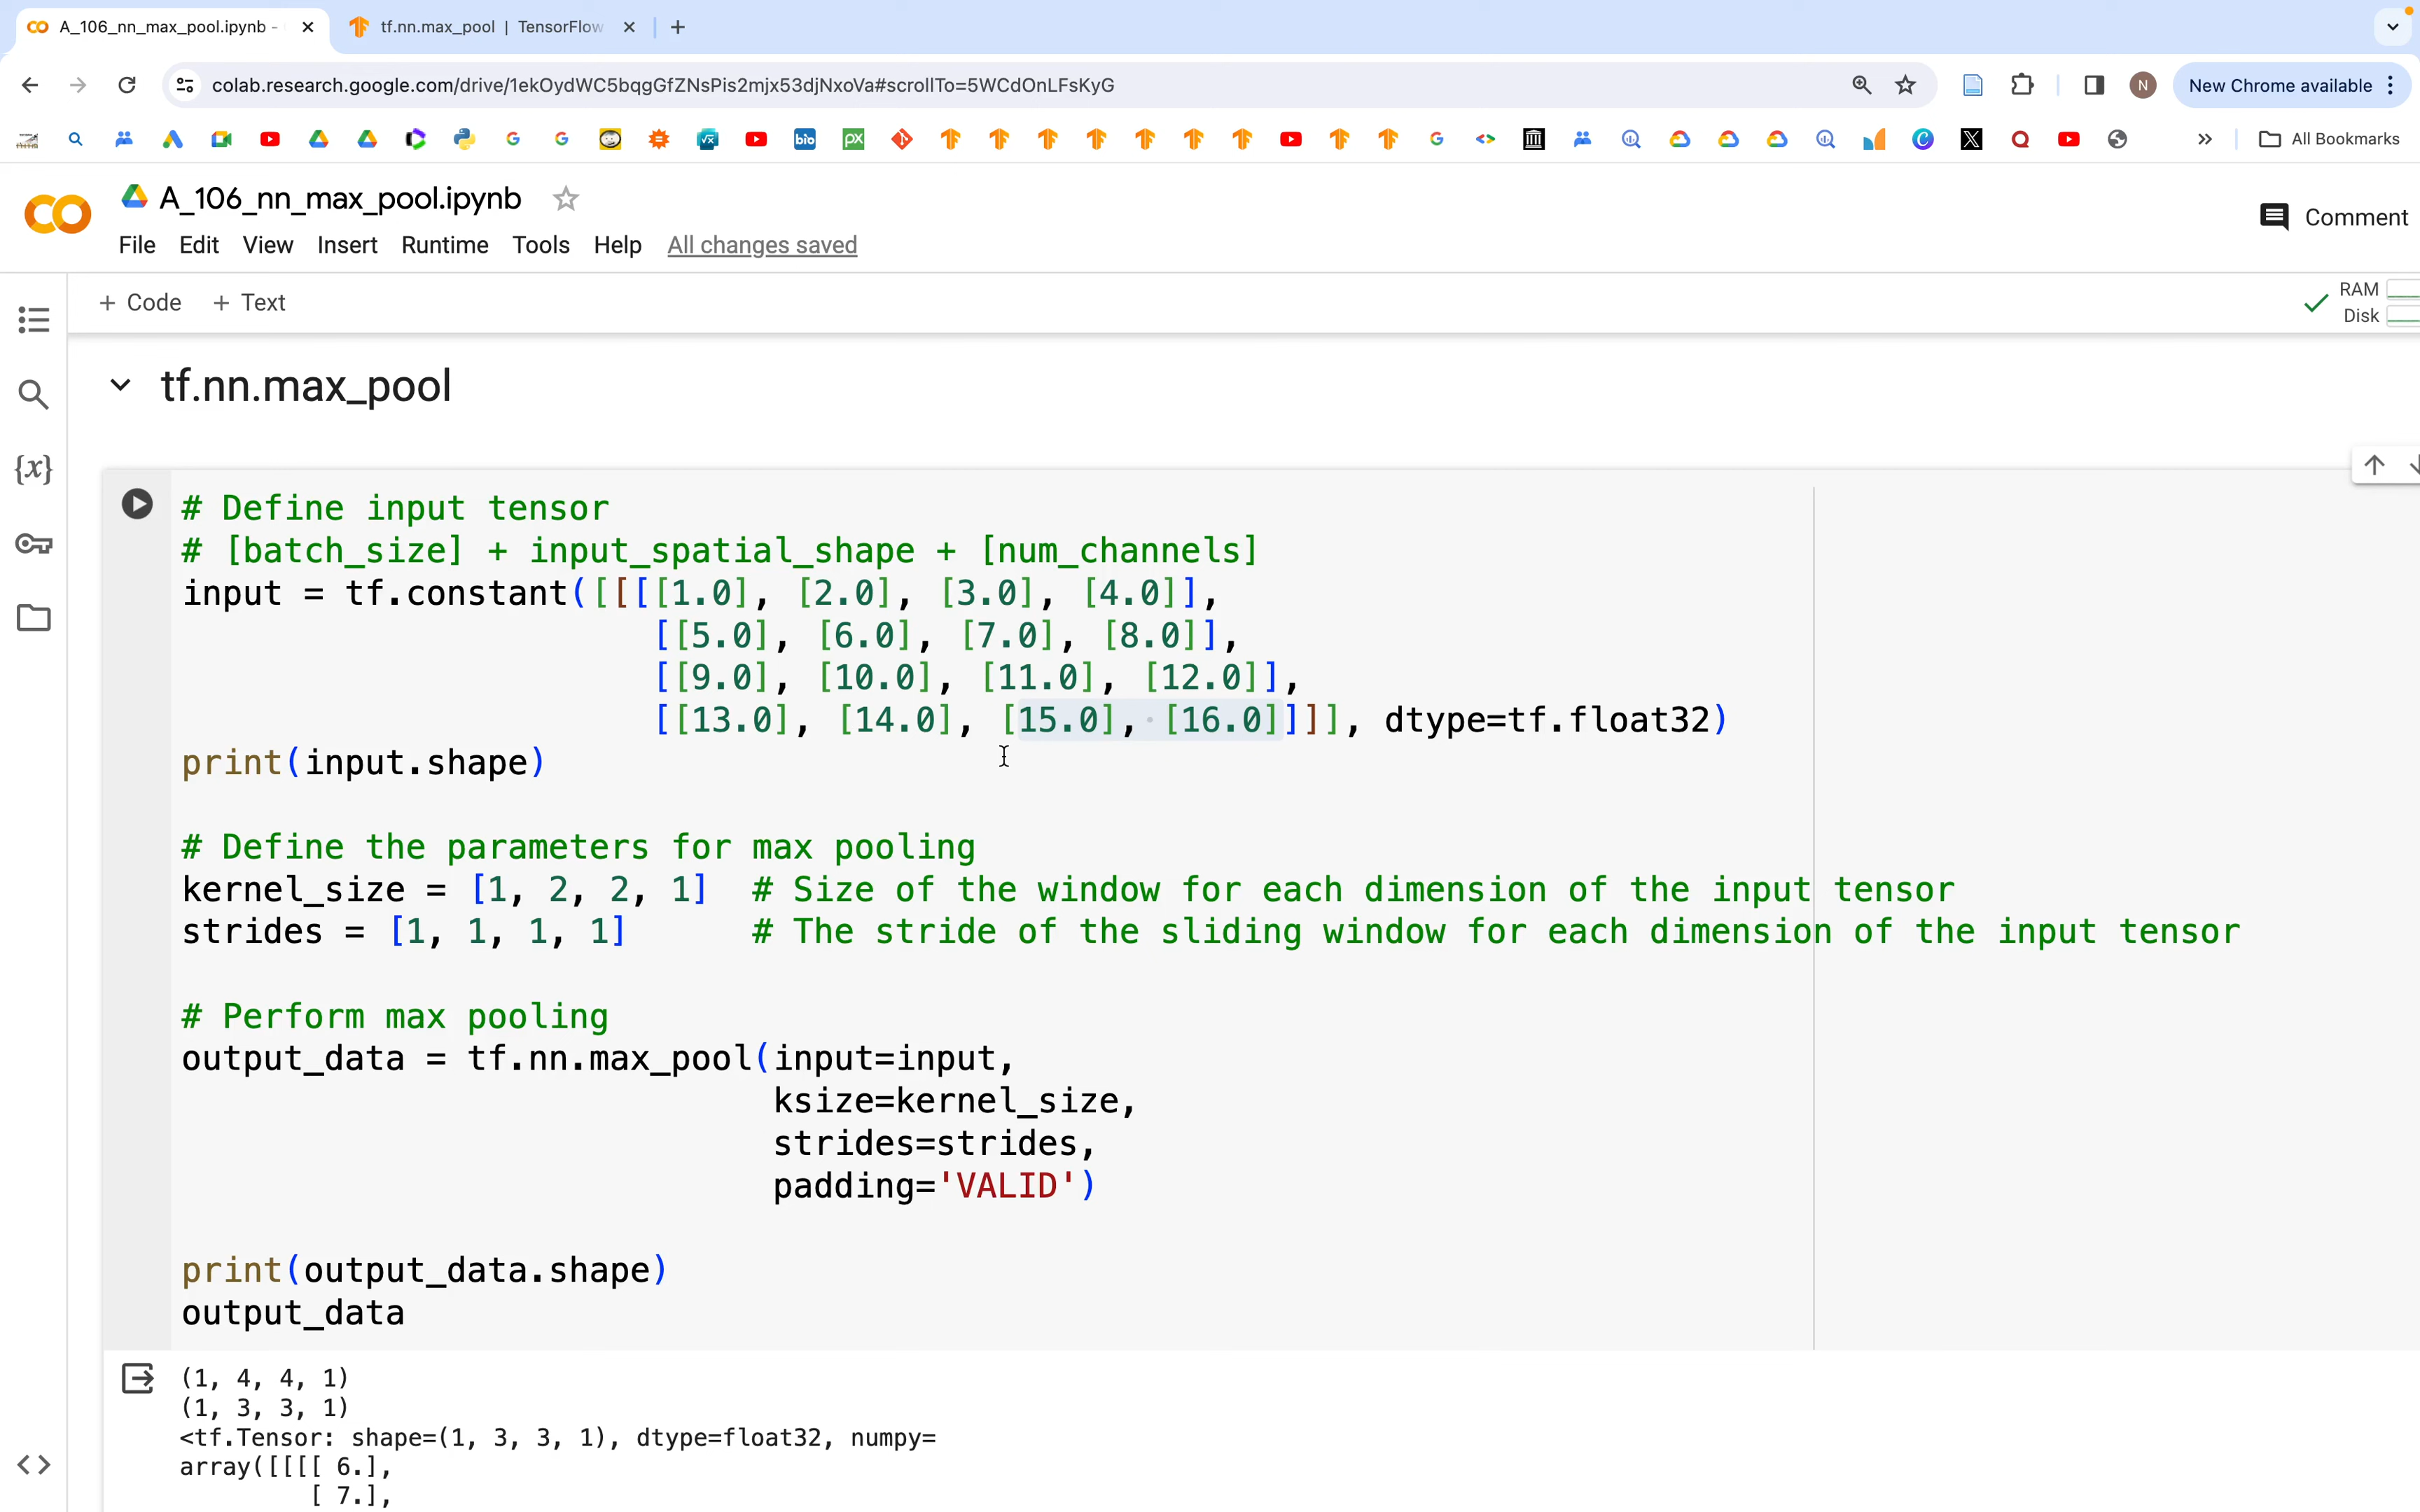 A_106_nn_max_pool.ipynb -
tf.nn.max_pool | TensorFlow
colab.research.google.com/drive/1ekOydWC5bqgGfZNsPis2mjx53djNxoVa#scrollTo=5WCdOnLFsKyG
N
New Chrome available
bio
px
All Bookmarks
A_106_nn_max_pool.ipynb
Comment
File Edit View Insert Runtime Tools Help All changes saved
+ Code + Text
RAM
Disk
tf.nn.max_pool
{x}
# Define input tensor
# [batch_size] + input_spatial_shape + [num_channels]
input = tf.constant([[[[1.0], [2.0], [3.0], [4.0]],
[[5.0], [6.0], [7.0], [8.0]],
[[9.0], [10.0], [11.0], [12.0]],
[[13.0], [14.0], [15.0], [16.0]]]], dtype=tf.float32)
print(input.shape)
# Define the parameters for max pooling
kernel_size = [1, 2, 2, 1] # Size of the window for each dimension of the input tensor
strides = [1, 1, 1, 1] # The stride of the sliding window for each dimension of the input tensor
# Perform max pooling
output_data = tf.nn.max_pool(input=input,
ksize=kernel_size,
strides=strides,
padding='VALID')
print(output_data.shape)
output_data
(1, 4, 4, 1)
(1, 3, 3, 1)
<tf.Tensor: shape=(1, 3, 3, 1), dtype=float32, numpy=
array([[[[ 6.],
[ 7.],